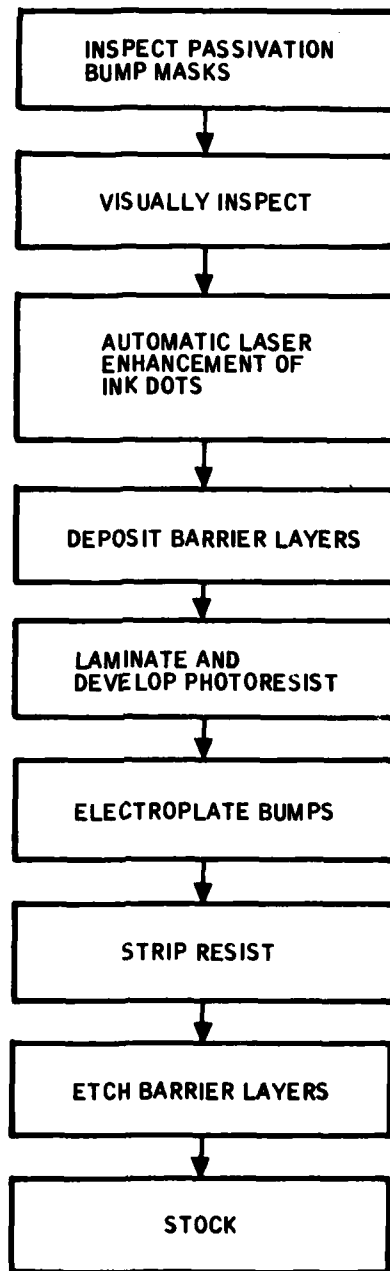 INSPECT PASSIVATION
BUMP MASKS
VISUALLY INSPECT
AUTOMATIC LASER
ENHANCEMENT OF
INK DOTS
DEPOSIT BARRIER LAYERS
LAMINATE AND
DEVELOP PHOTORESIST
ELECTROPLATE BUMPS
STRIP RESIST
ETCH BARRIER LAYERS
STOCK